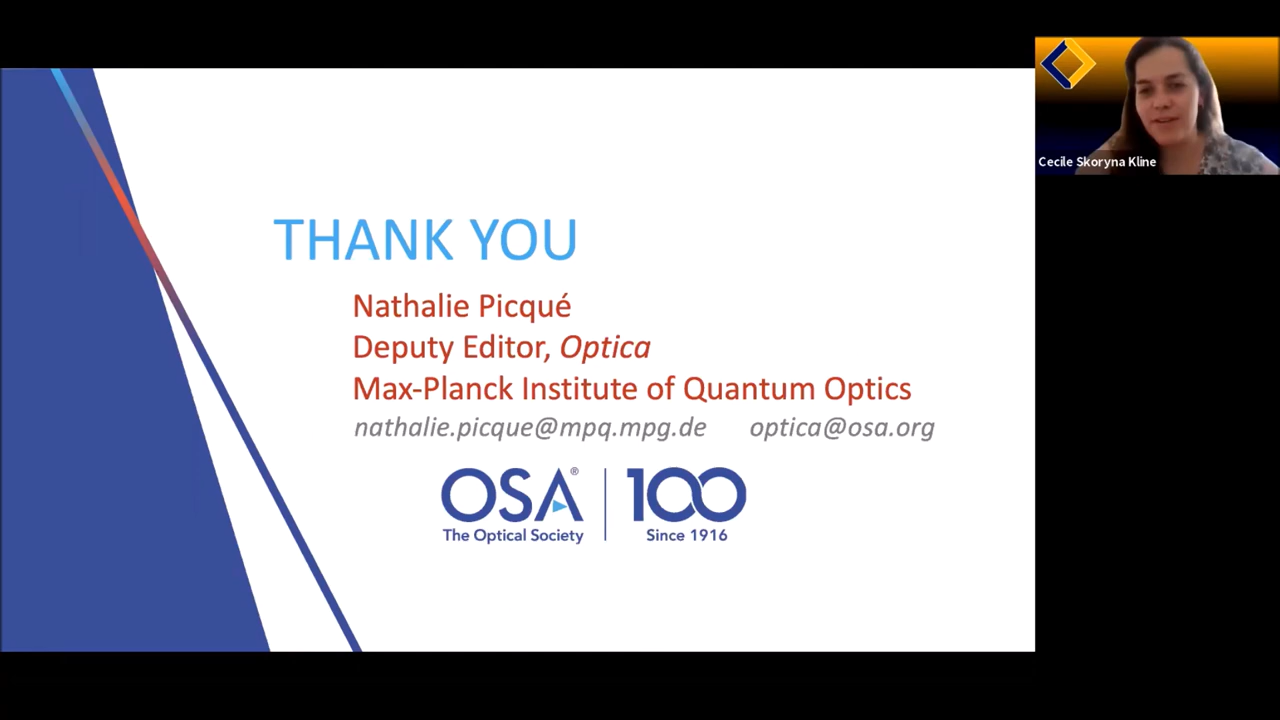 THANK YOU
Nathalie Picqué
Deputy Editor, Optica
Max-Planck Institute of Quantum Optics
nathalie.picque@mpq.mpg.de optica@osa.org
OSA® 100
The Optical Society Since 1916
Cecile Skoryna Kline